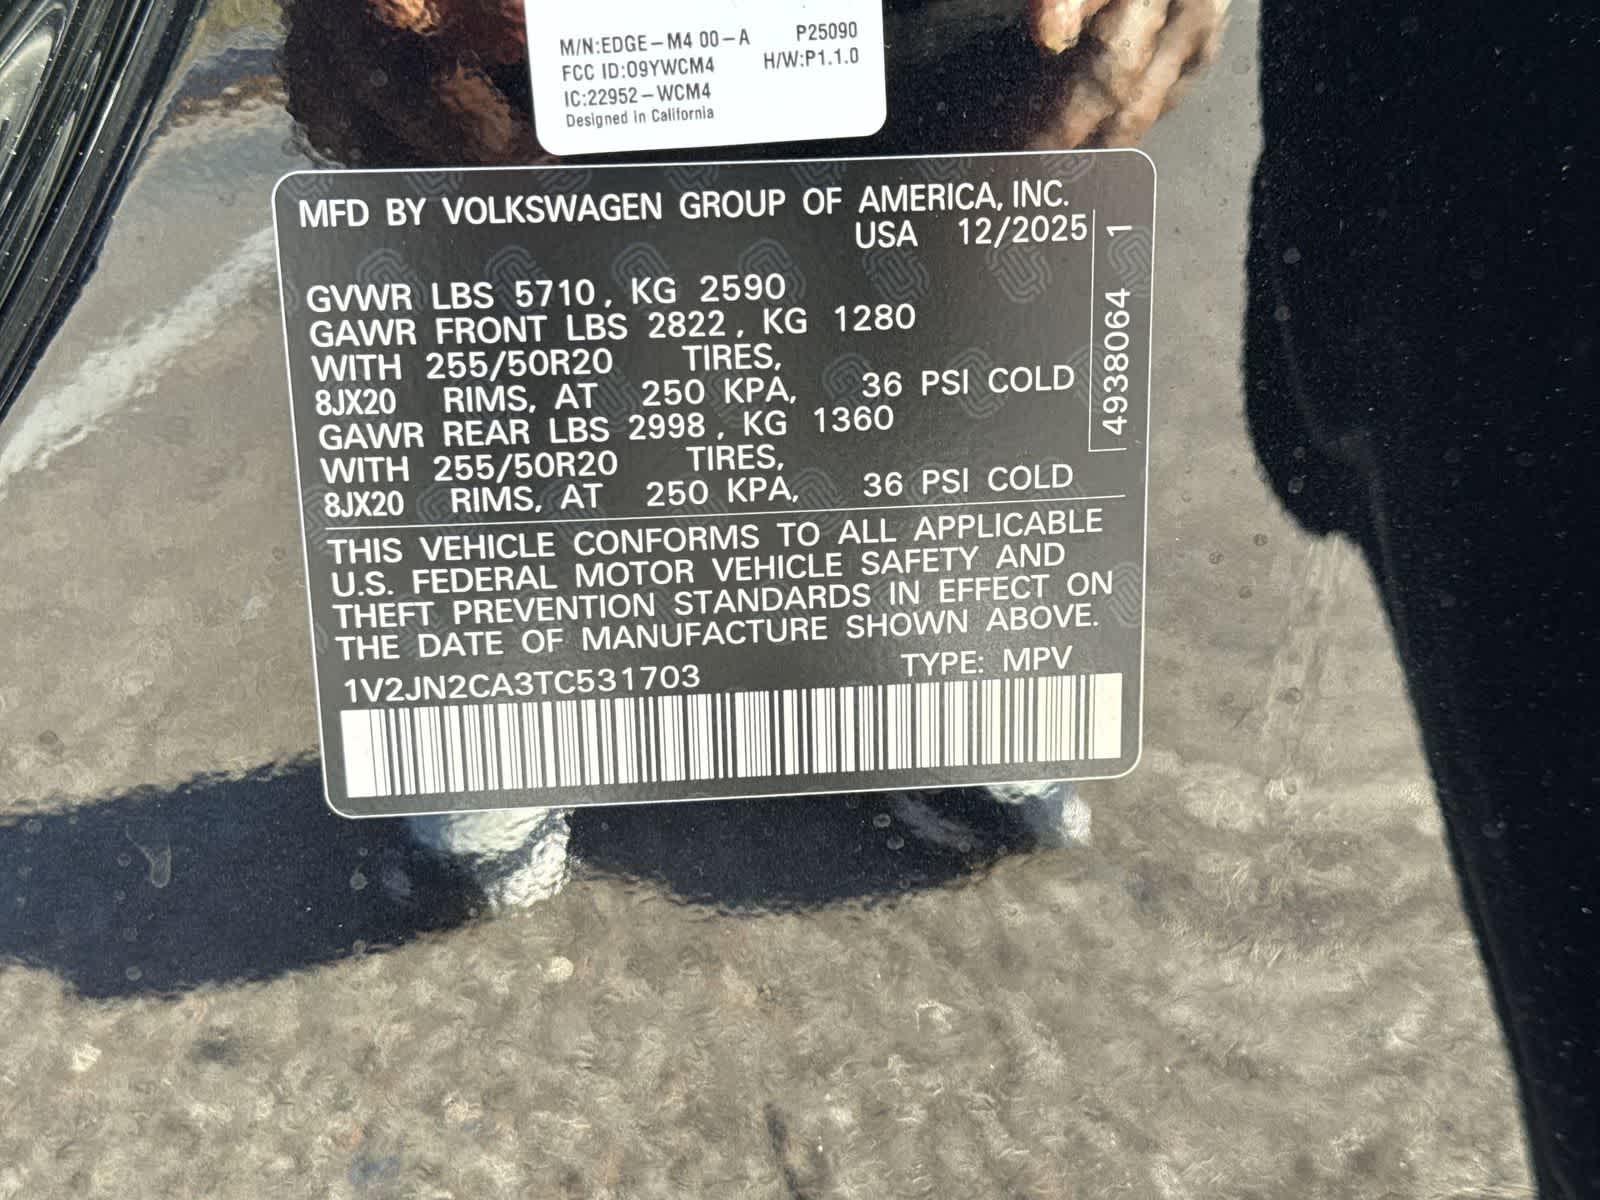 M/N:EDGE-M4 00-A P25090
FCC ID:O9YWCM4 H/W:P1.1.0
IC:22952-WCM4
Designed in California
MFD BY VOLKSWAGEN GROUP OF AMERICA, INC.
USA 12/2025
GVWR LBS 5710, KG 2590
GAWR FRONT LBS 2822, KG 1280
WITH 255/50R20 TIRES,
8JX20 RIMS, AT 250 KPA, 36 PSI COLD
GAWR REAR LBS 2998, KG 1360
WITH 255/50R20 TIRES,
8JX20 RIMS, AT 250 KPA, 36 PSI COLD
4938064 1
THIS VEHICLE CONFORMS TO ALL APPLICABLE
U.S. FEDERAL MOTOR VEHICLE SAFETY AND
THEFT PREVENTION STANDARDS IN EFFECT ON
THE DATE OF MANUFACTURE SHOWN ABOVE.
1V2JN2CA3TC531703 TYPE: MPV